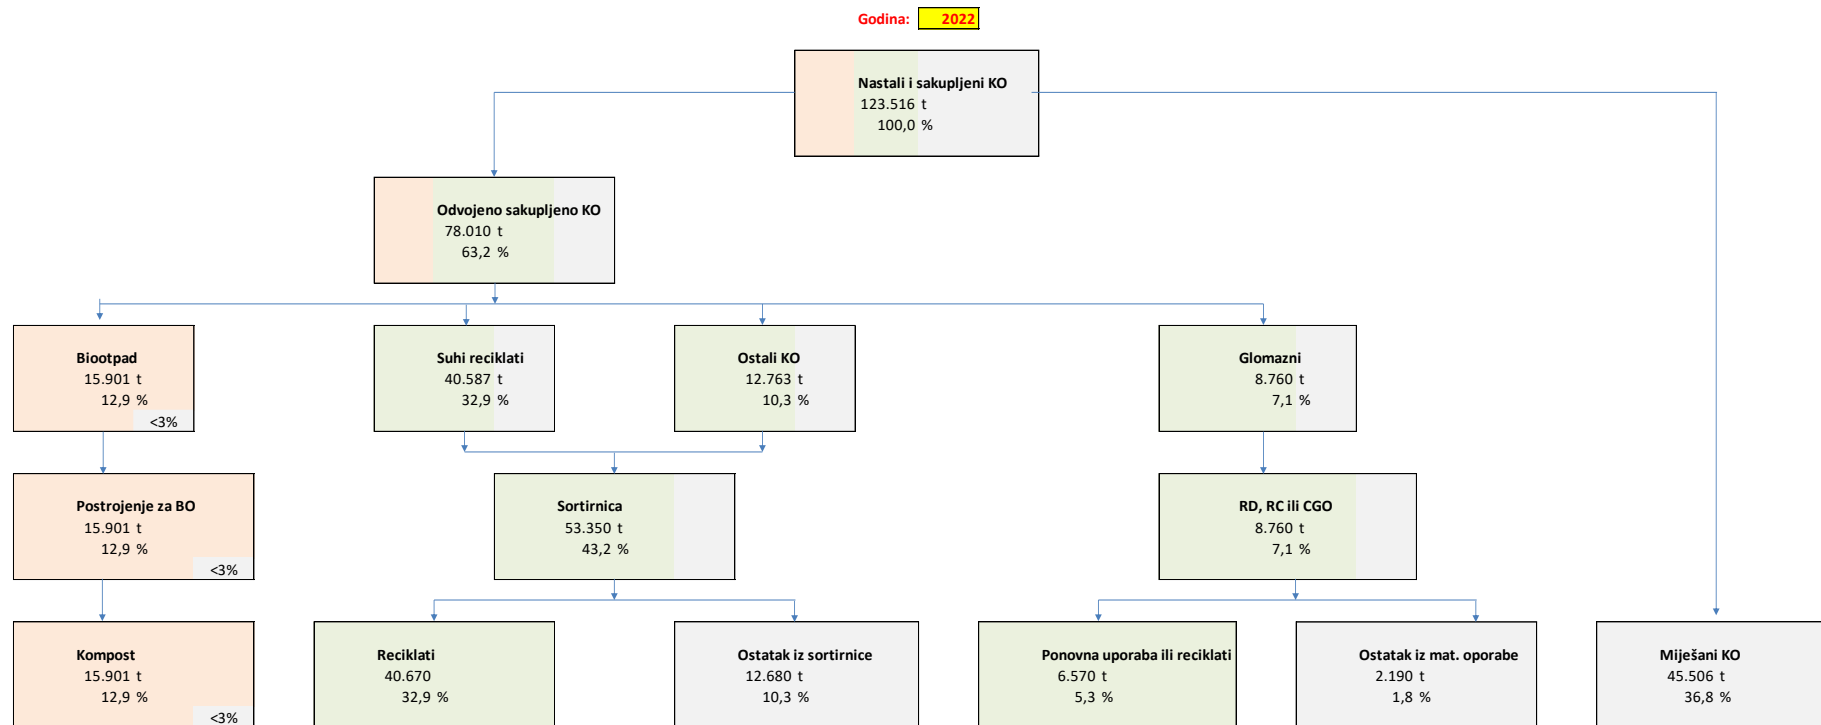 Godina: 2022
Nastali i sakupljeni KO
123.516 t
100,0 %
Odvojeno sakupljeno KO
78.010 t
63,2 %
Biootpad
15.901 t
12,9 %
<3%
Suhi reciklati
40.587 t
32,9 %
Ostali KO
12.763 t
10,3 %
Glomazni
8.760 t
7,1 %
Postrojenje za BO
15.901 t
12,9 %
<3%
Sortirnica
53.350 t
43,2 %
RD, RC ili CGO
8.760 t
7,1 %
Kompost
15.901 t
12,9 %
<3%
Reciklati
40.670
32,9 %
Ostatak iz sortirnice
12.680 t
10,3 %
Ponovna uporaba ili reciklati
6.570 t
5,3 %
Ostatak iz mat. oporabe
2.190 t
1,8 %
Miješani KO
45.506 t
36,8 %